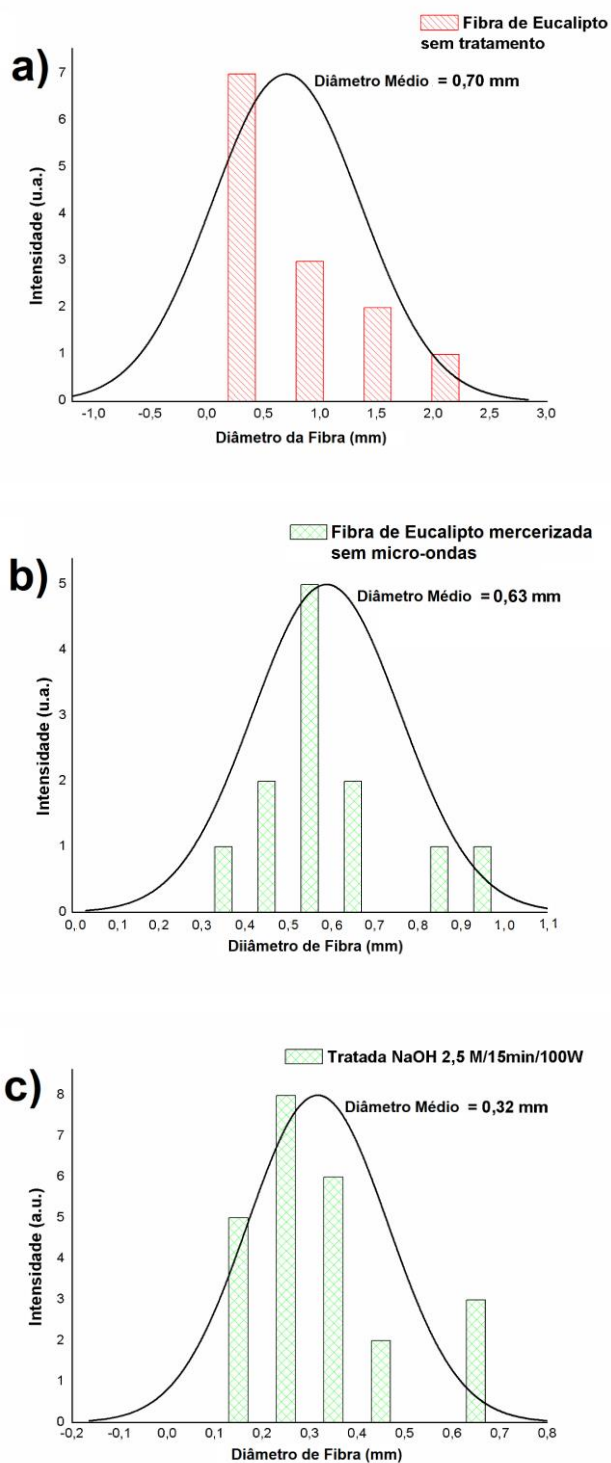 Fibra de Eucalipto
sem tratamento
a)
Diâmetro Médio = 0,70 mm
7
6
5
4
3
2
1
0
Intensidade (u.a.)
-1,0 -0,5 0,0 0,5 1,0 1,5 2,0 2,5 3,0
Diâmetro da Fibra (mm)
Fibra de Eucalipto mercerizada
sem micro-ondas
b)
Diâmetro Médio = 0,63 mm
5
4
3
2
1
0
Intensidade (u.a.)
0,0 0,1 0,2 0,3 0,4 0,5 0,6 0,7 0,8 0,9 1,0 1,1
Diiâmetro de Fibra (mm)
Tratada NaOH 2,5 M/15min/100W
c)
Diâmetro Médio = 0,32 mm
8
7
6
5
4
3
2
1
0
Intensidade (a.u.)
-0,2 -0,1 0,0 0,1 0,2 0,3 0,4 0,5 0,6 0,7 0,8
Diâmetro de Fibra (mm)